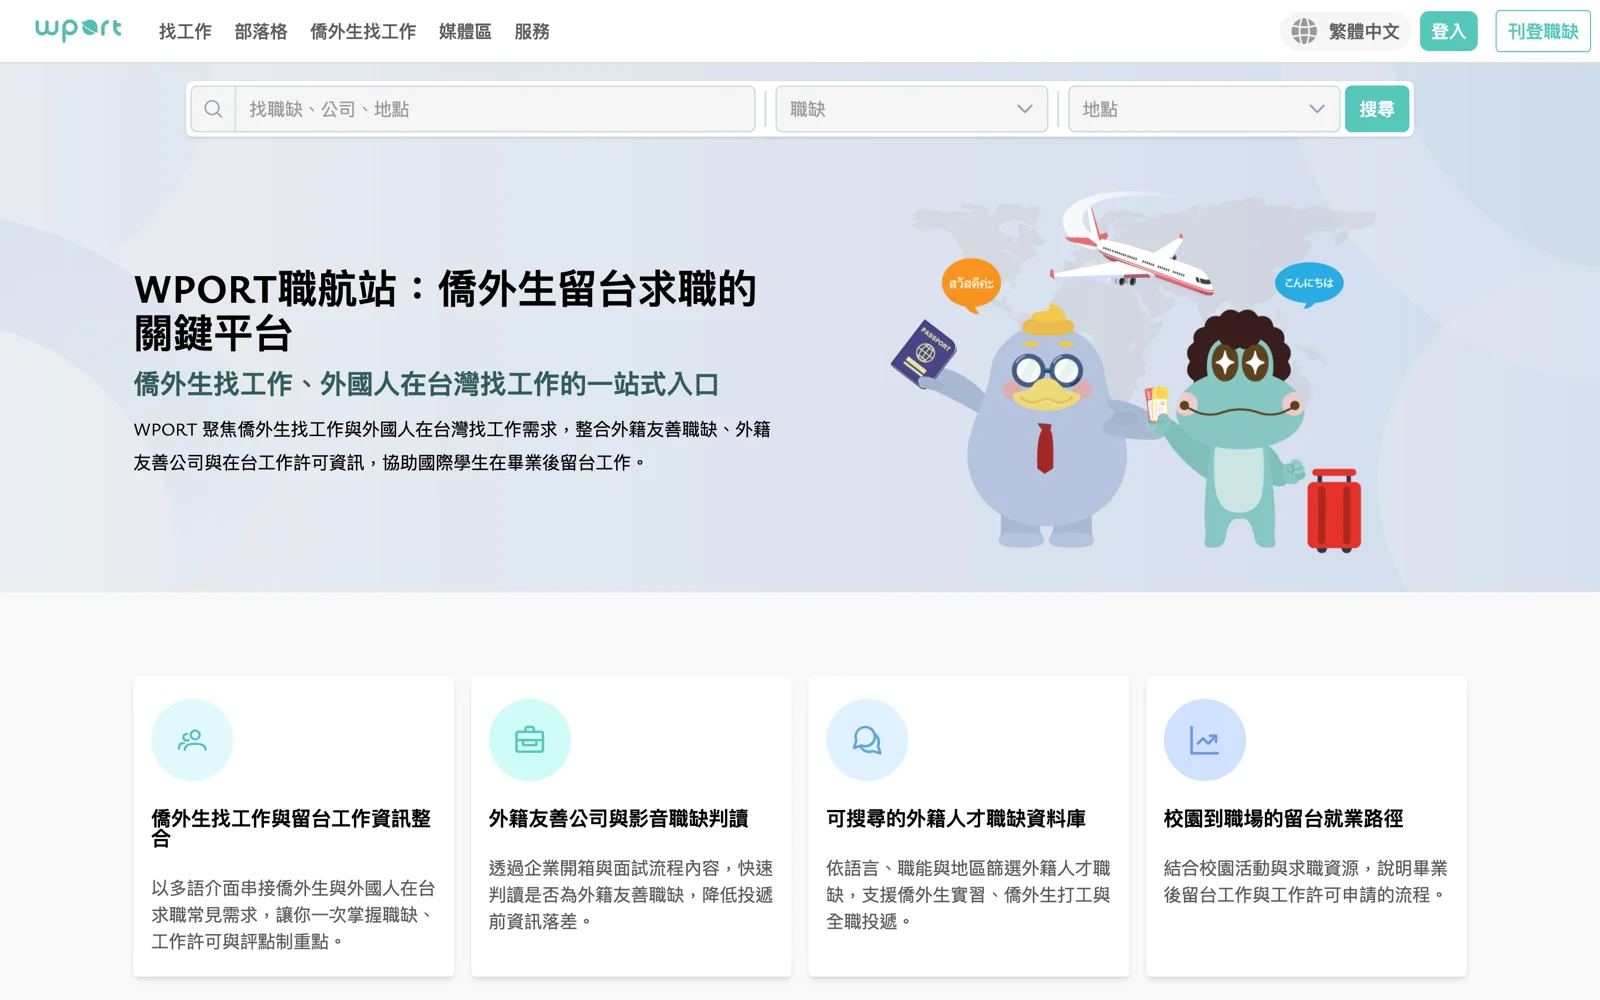 wport
找工作
部落格
僑外生找工作
媒體區
服務
繁體中文
登入
刊登職缺
找職缺、公司、地點
職缺
地點
搜尋
WPORT職航站：僑外生留台求職的
關鍵平台
僑外生找工作、外國人在台灣找工作的一站式入口
WPORT 聚焦僑外生找工作與外國人在台灣找工作需求，整合外籍友善職缺、外籍
友善公司與在台工作許可資訊，協助國際學生在畢業後留台工作。
สวัสดีค่ะ
こんにちは
PASSPORT
僑外生找工作與留台工作資訊整
合
以多語介面串接僑外生與外國人在台
求職常見需求，讓你一次掌握職缺、
工作許可與評點制重點。
外籍友善公司與影音職缺判讀
透過企業開箱與面試流程內容，快速
判讀是否為外籍友善職缺，降低投遞
前資訊落差。
可搜尋的外籍人才職缺資料庫
依語言、職能與地區篩選外籍人才職
缺，支援僑外生實習、僑外生打工與
全職投遞。
校園到職場的留台就業路徑
結合校園活動與求職資源，說明畢業
後留台工作與工作許可申請的流程。